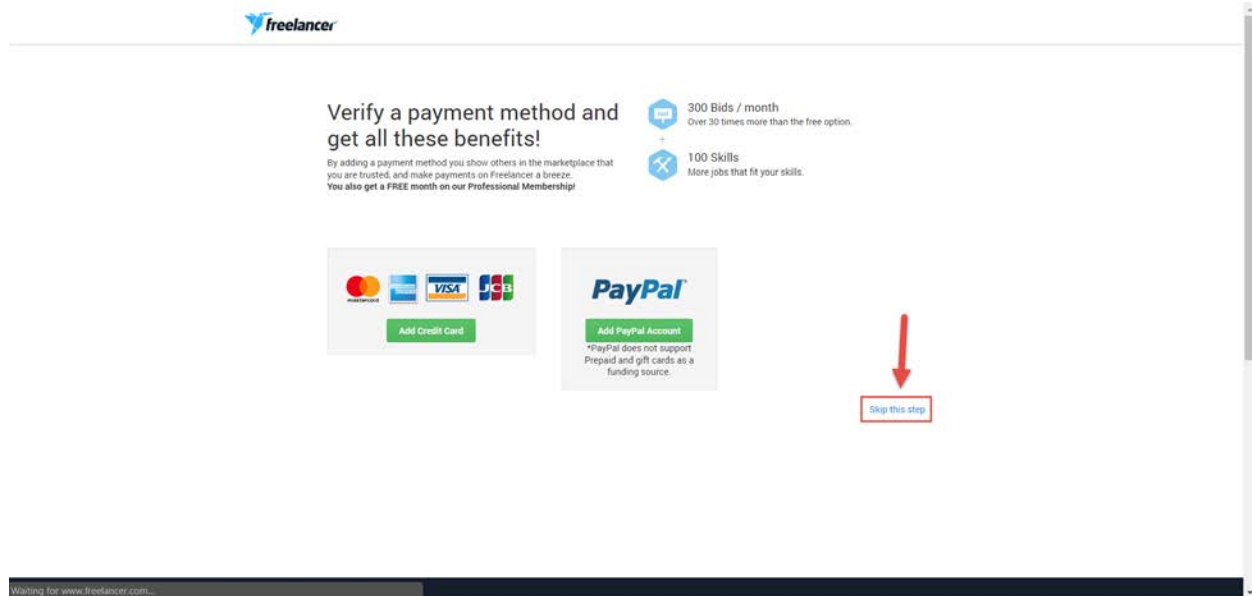 freelancer
Verify a payment method and
get all these benefits!
By adding a payment method you show others in the marketplace that
you are trusted, and make payments on Freelancer a breeze.
You also get a FREE month on our Professional Membership!
300 Bids / month
Over 30 times more than the free option.
+
100 Skills
More jobs that fit your skills.
mastercard
VISA
JCB
Add Credit Card
PayPal
Add PayPal Account
*PayPal does not support
Prepaid and gift cards as a
funding source.
Skip this step
Waiting for www.freelancer.com...